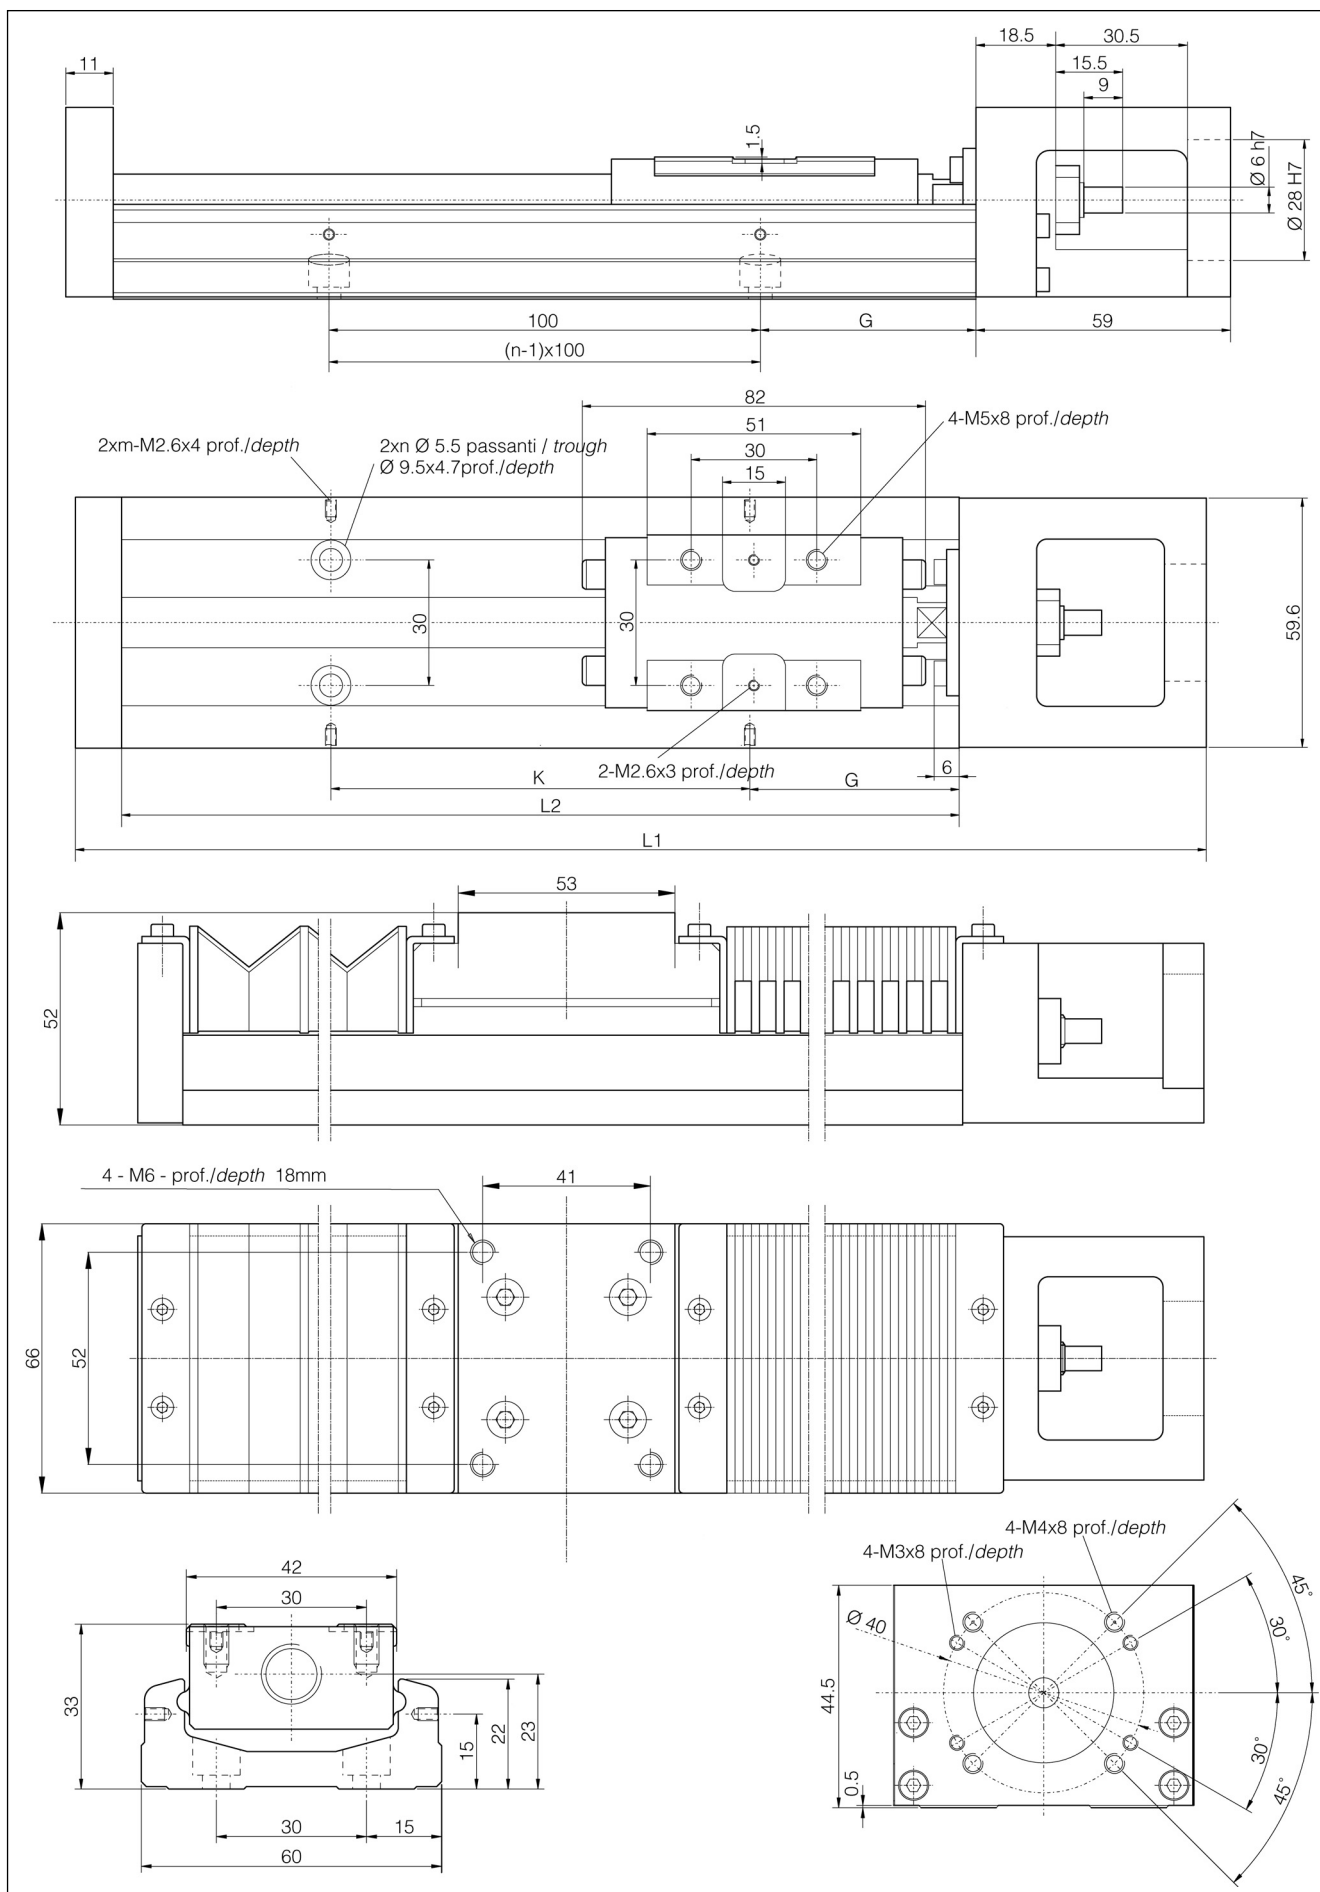 11
18.5
30.5
15.5
9
1.5
Ø 6 h7
Ø 28 H7
100
G
59
(n-1)x100
82
4-M5x8 prof./depth
51
2xm-M2.6x4 prof./depth
2xn Ø 5.5 passanti / trough
Ø 9.5x4.7prof./depth
30
15
30
30
59.6
2-M2.6x3 prof./depth
6
K
G
L2
L1
53
52
4 - M6 - prof./depth 18mm
41
66
52
4-M4x8 prof./depth
4-M3x8 prof./depth
42
30
33
15
22
23
30
15
60
Ø 40
44.5
0.5
45°
30°
30°
45°